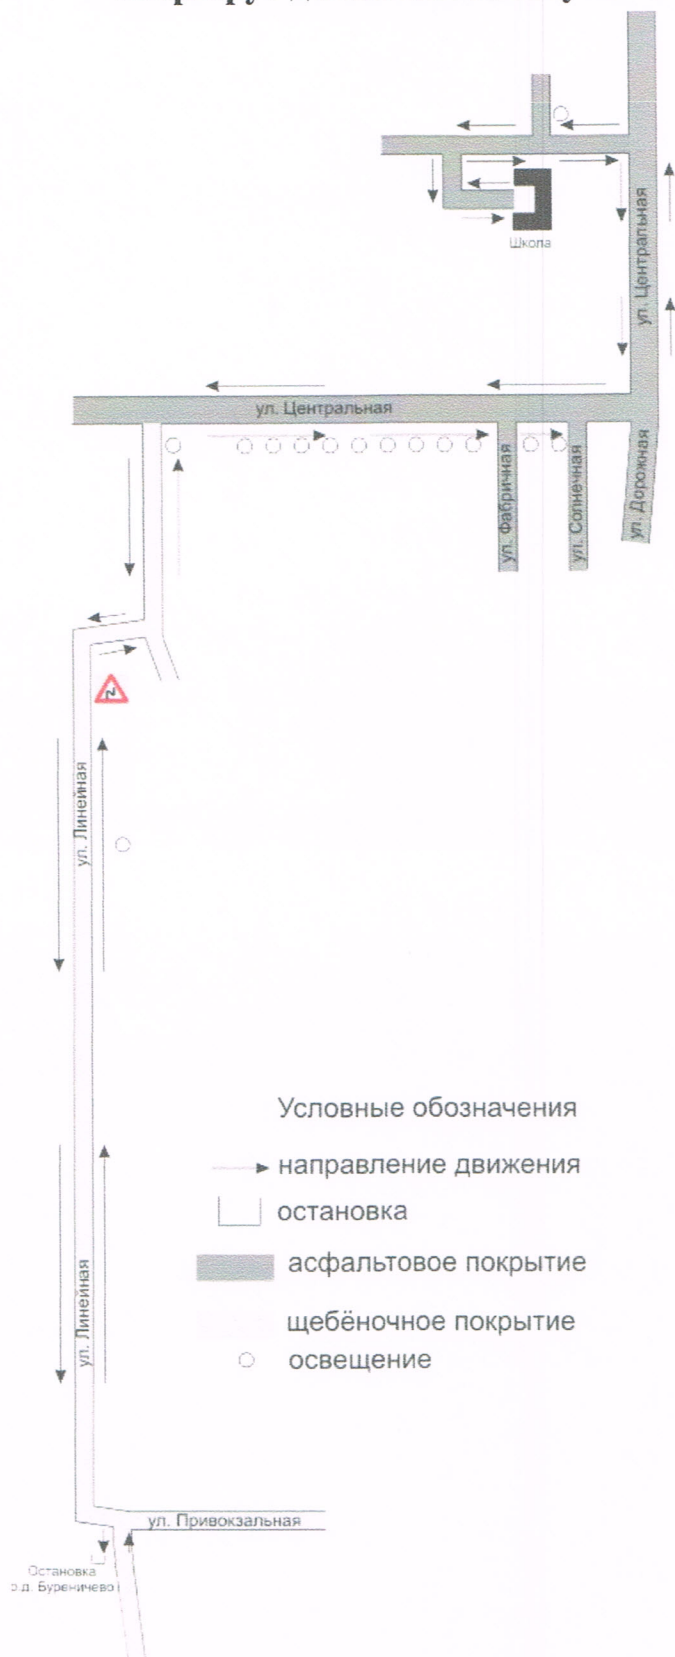 Школа
ул. Центральная
ул. Центральная
ул. Фабричная
ул. Солнечная
ул. Дорожная
ул. Линейная
Условные обозначения
направление движения
остановка
асфальтовое покрытие
щебёночное покрытие
освещение
ул. Линейная
ул. Привокзальная
Остановка
о.д. Буреничево